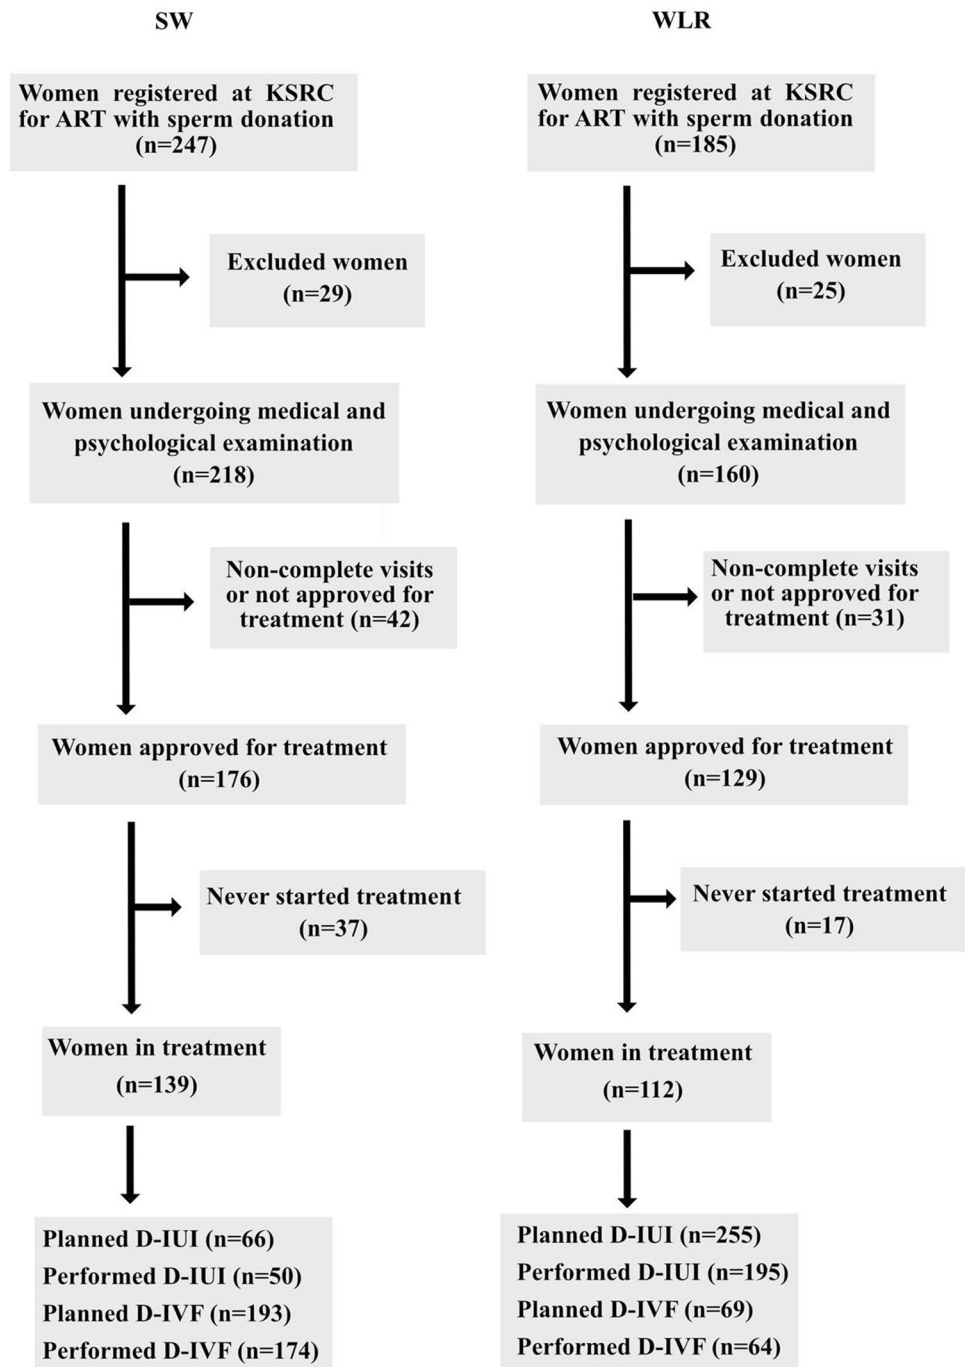 SW
Women registered at KSRC
for ART with sperm donation
(n=247)
Excluded women
(n=29)
Women undergoing medical and
psychological examination
(n=218)
Non-complete visits
or not approved for
treatment (n=42)
Women approved for treatment
(n=176)
Never started treatment
(n=37)
Women in treatment
(n=139)
Planned D-IUI (n=66)
Performed D-IUI (n=50)
Planned D-IVF (n=193)
Performed D-IVF (n=174)
WLR
Women registered at KSRC
for ART with sperm donation
(n=185)
Excluded women
(n=25)
Women undergoing medical and
psychological examination
(n=160)
Non-complete visits
or not approved for
treatment (n=31)
Women approved for treatment
(n=129)
Never started treatment
(n=17)
Women in treatment
(n=112)
Planned D-IUI (n=255)
Performed D-IUI (n=195)
Planned D-IVF (n=69)
Performed D-IVF (n=64)